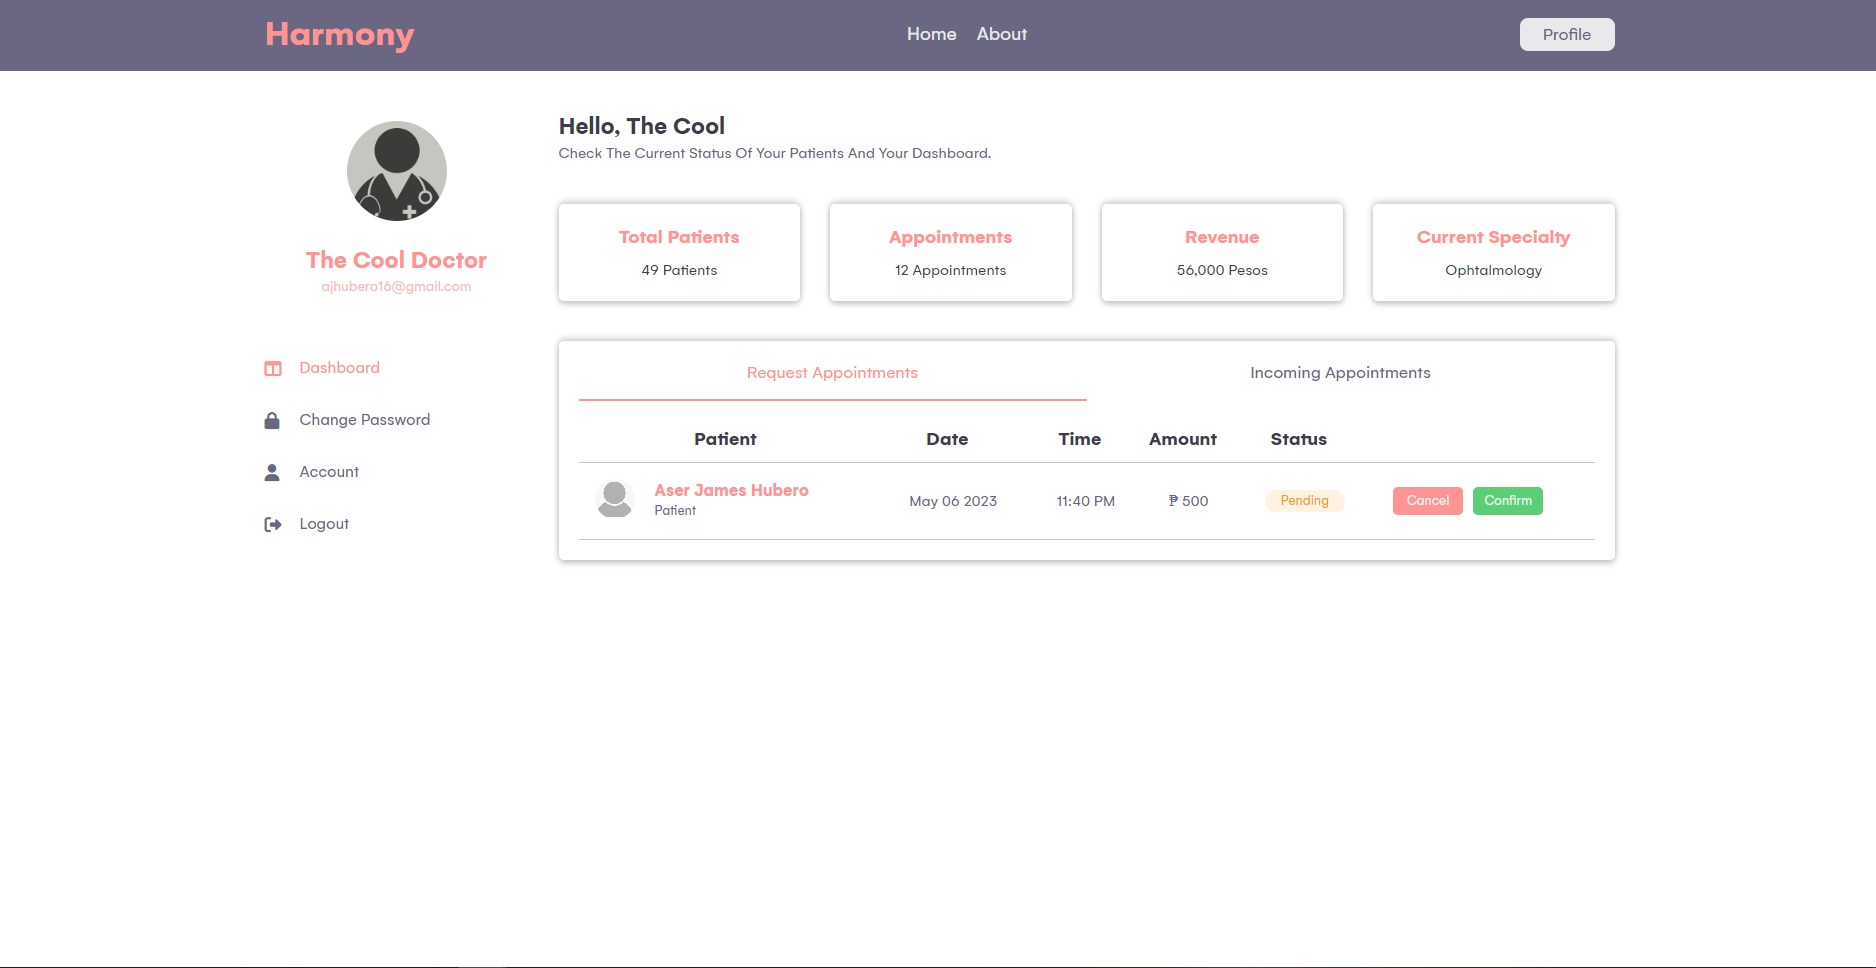 Harmony
Home About
Profile
The Cool Doctor
ajhubero16@gmail.com
Dashboard
Change Password
Account
Logout
Hello, The Cool
Check The Current Status Of Your Patients And Your Dashboard.
Total Patients
49 Patients
Appointments
12 Appointments
Revenue
56,000 Pesos
Current Specialty
Ophtalmology
Request Appointments Incoming Appointments
Patient Date Time Amount Status
Aser James Hubero
Patient
May 06 2023 11:40 PM ₱ 500 Pending Cancel Confirm